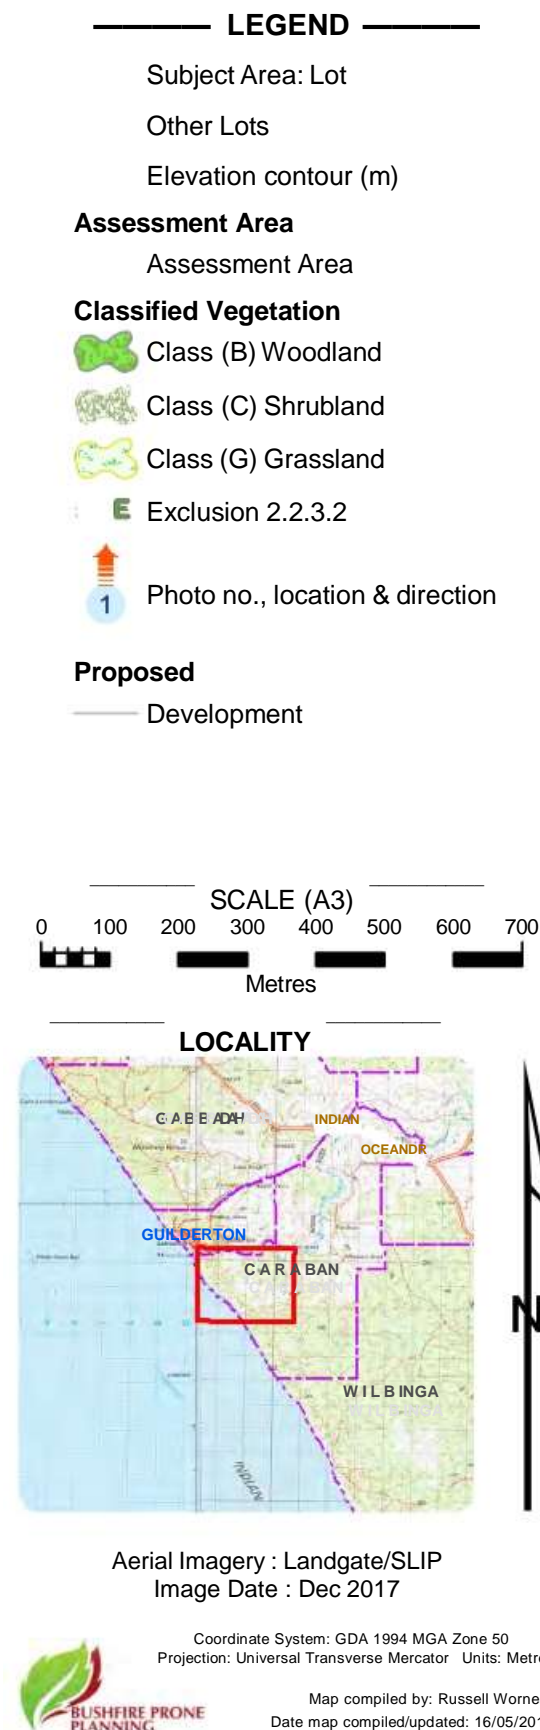 LEGEND
Subject Area: Lot
Other Lots
Elevation contour (m)
Assessment Area
Assessment Area
Classified Vegetation
Class (B) Woodland
Class (C) Shrubland
Class (G) Grassland
E Exclusion 2.2.3.2
1 Photo no., location & direction
Proposed
Development
SCALE (A3)
0 100 200 300 400 500 600 700
Metres
LOCALITY
GABBADAH
INDIAN
OCEANDR
GUILDERTON
CARABAN
WILBINGA
INDIAN
N
Aerial Imagery : Landgate/SLIP
Image Date : Dec 2017
Coordinate System: GDA 1994 MGA Zone 50
Projection: Universal Transverse Mercator Units: Metre
Map compiled by: Russell Worne
Date map compiled/updated: 16/05/201
BUSHFIRE PRONE
PLANNING